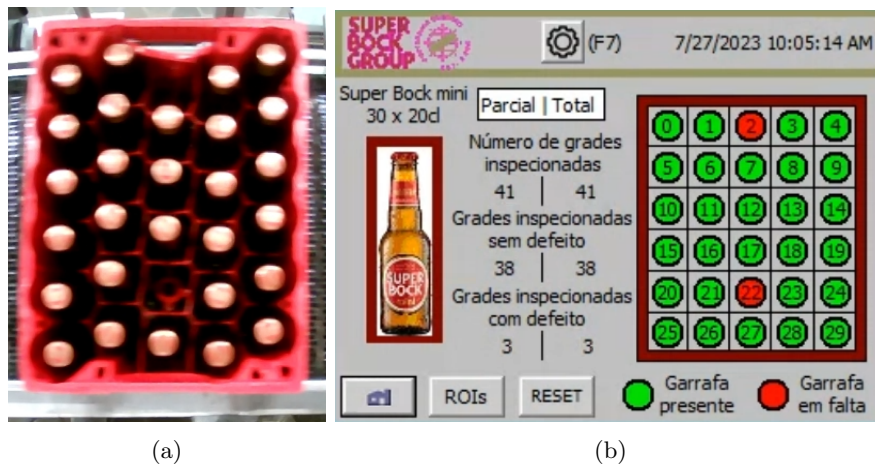 SUPER
BOCK
GROUP
(F7)
7/27/2023 10:05:14 AM
Super Bock mini
30 x 20cl
Parcial | Total
Número de grades
inspecionadas
41 | 41
Grades inspecionadas
sem defeito
38 | 38
Grades inspecionadas
com defeito
3 | 3
SUPER
BOCK
0 1 2 3 4
5 6 7 8 9
10 11 12 13 14
15 16 17 18 19
20 21 22 23 24
25 26 27 28 29
ROIs
RESET
Garrafa
presente
Garrafa
em falta
(a)
(b)